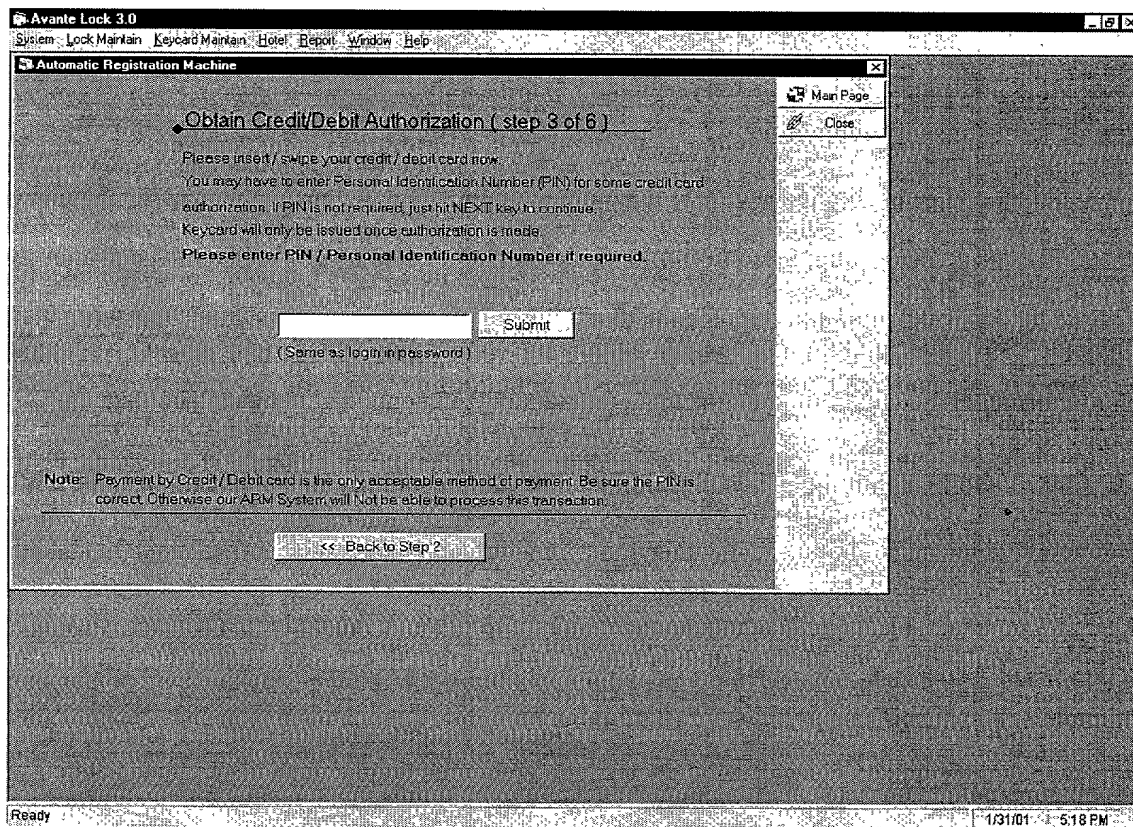 Avante Lock 3.0
System Lock Maintain Keycard Maintain Hotel Report Window Help
Automatic Registration Machine
Main Page
Close
Obtain Credit/Debit Authorization ( step 3 of 6 )
Please insert / swipe your credit / debit card now.
You may have to enter Personal Identification Number (PIN) for some credit card
authorization. If PIN is not required, just hit NEXT key to continue.
Keycard will only be issued once authorization is made.
Please enter PIN / Personal Identification Number if required.
Submit
( Same as login in password )
Note: Payment by Credit / Debit card is the only acceptable method of payment. Be sure the PIN is
correct. Otherwise our ARM System will Not be able to process this transaction.
<< Back to Step 2
Ready
1/31/01 5:18 PM